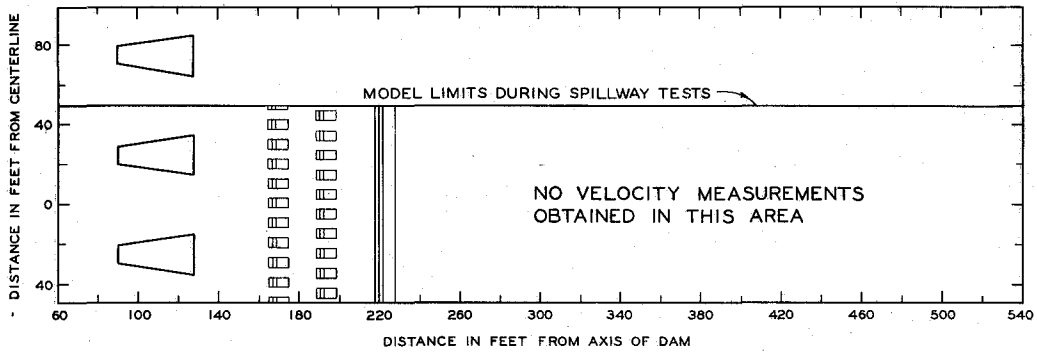 - DISTANCE IN FEET FROM CENTERLINE
80
MODEL LIMITS DURING SPILLWAY TESTS
40
0
40
NO VELOCITY MEASUREMENTS
OBTAINED IN THIS AREA
60 100 140 180 220 260 300 340 380 420 460 500 540
DISTANCE IN FEET FROM AXIS OF DAM